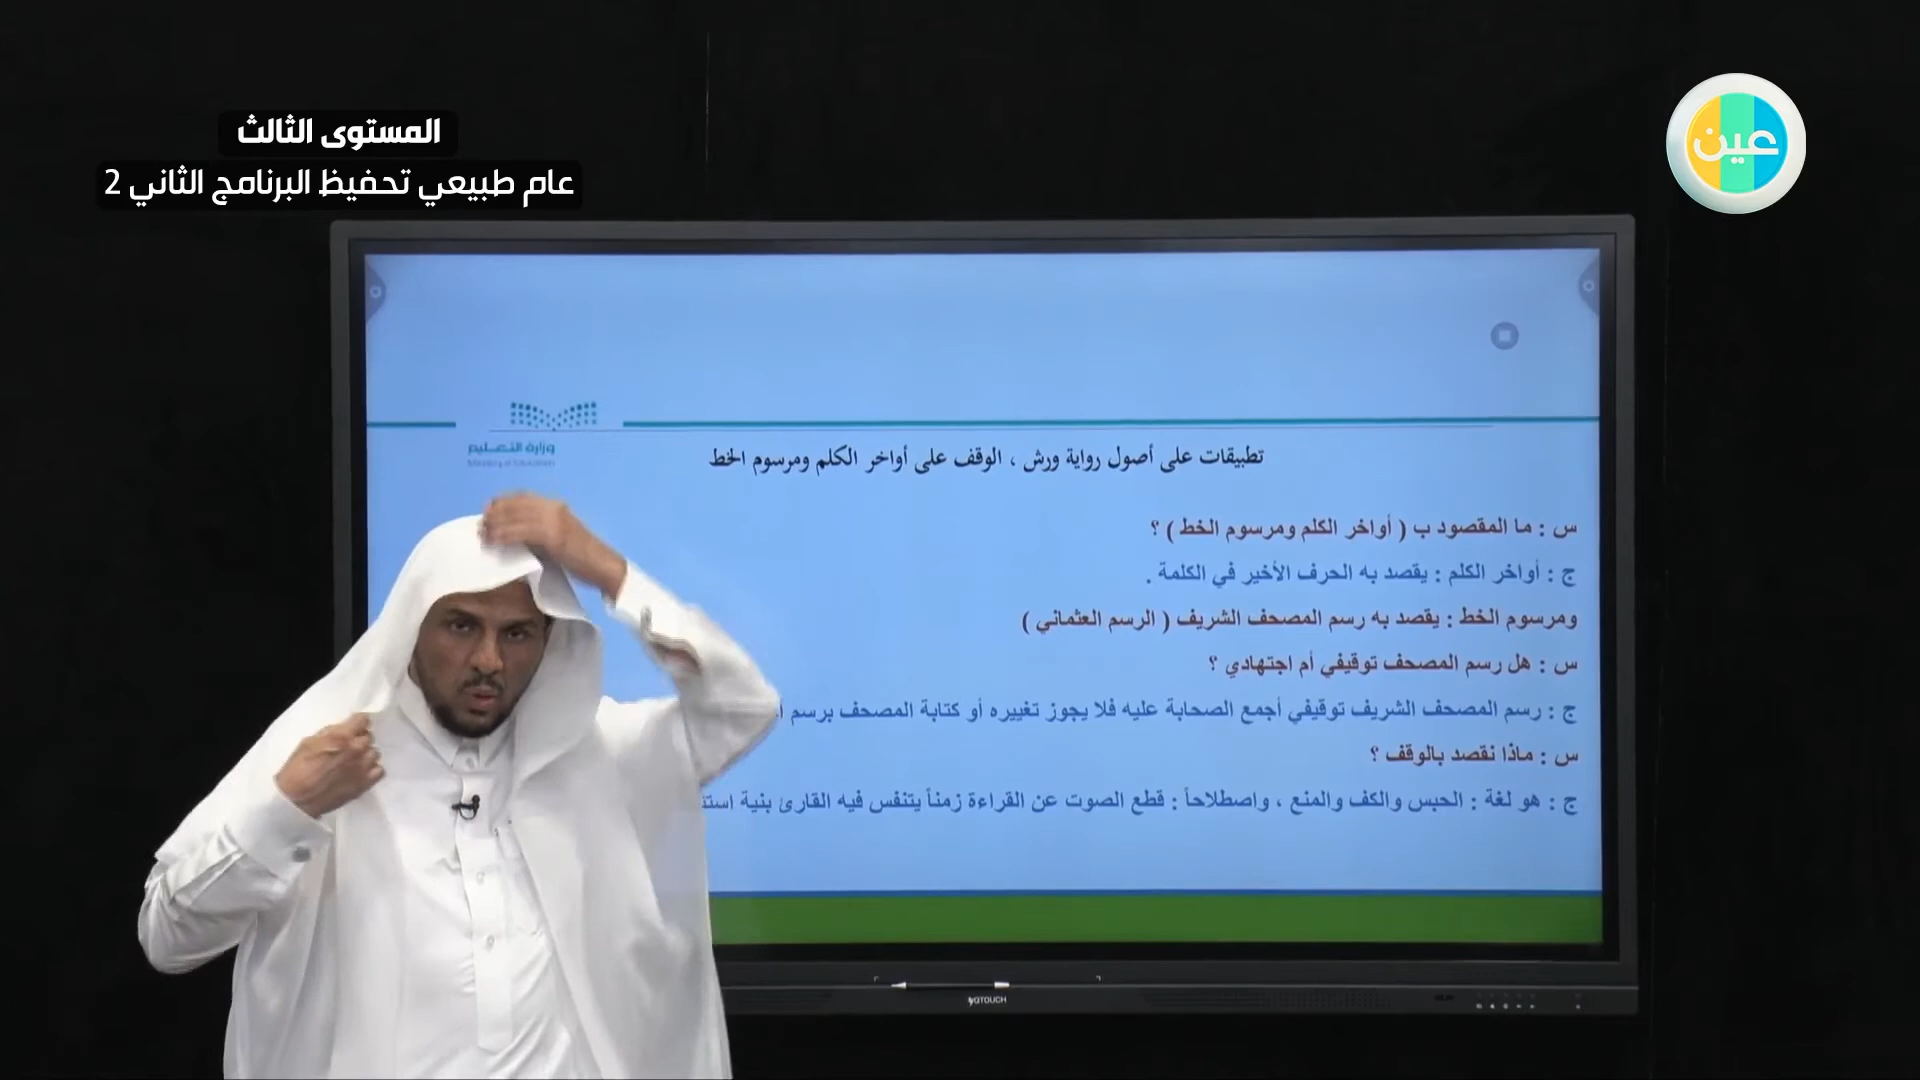 المستوى الثالث
عام طبيعي تحفيظ البرنامج الثاني 2
عين
وزارة التعليم
Ministry of Education
تطبيقات على أصول رواية ورش ، الوقف على أواخر الكلم ومرسوم الخط
س : ما المقصود ب ( أواخر الكلم ومرسوم الخط ) ؟
ج : أواخر الكلم : يقصد به الحرف الأخير في الكلمة .
ومرسوم الخط : يقصد به رسم المصحف الشريف ( الرسم العثماني )
س : هل رسم المصحف توقيفي أم اجتهادي ؟
ج : رسم المصحف الشريف توقيفي أجمع الصحابة عليه فلا يجوز تغييره أو كتابة المصحف برسم
س : ماذا نقصد بالوقف ؟
ج : هو لغة : الحبس والكف والمنع ، واصطلاحاً : قطع الصوت عن القراءة زمناً يتنفس فيه القارئ بنية
QTOUCH